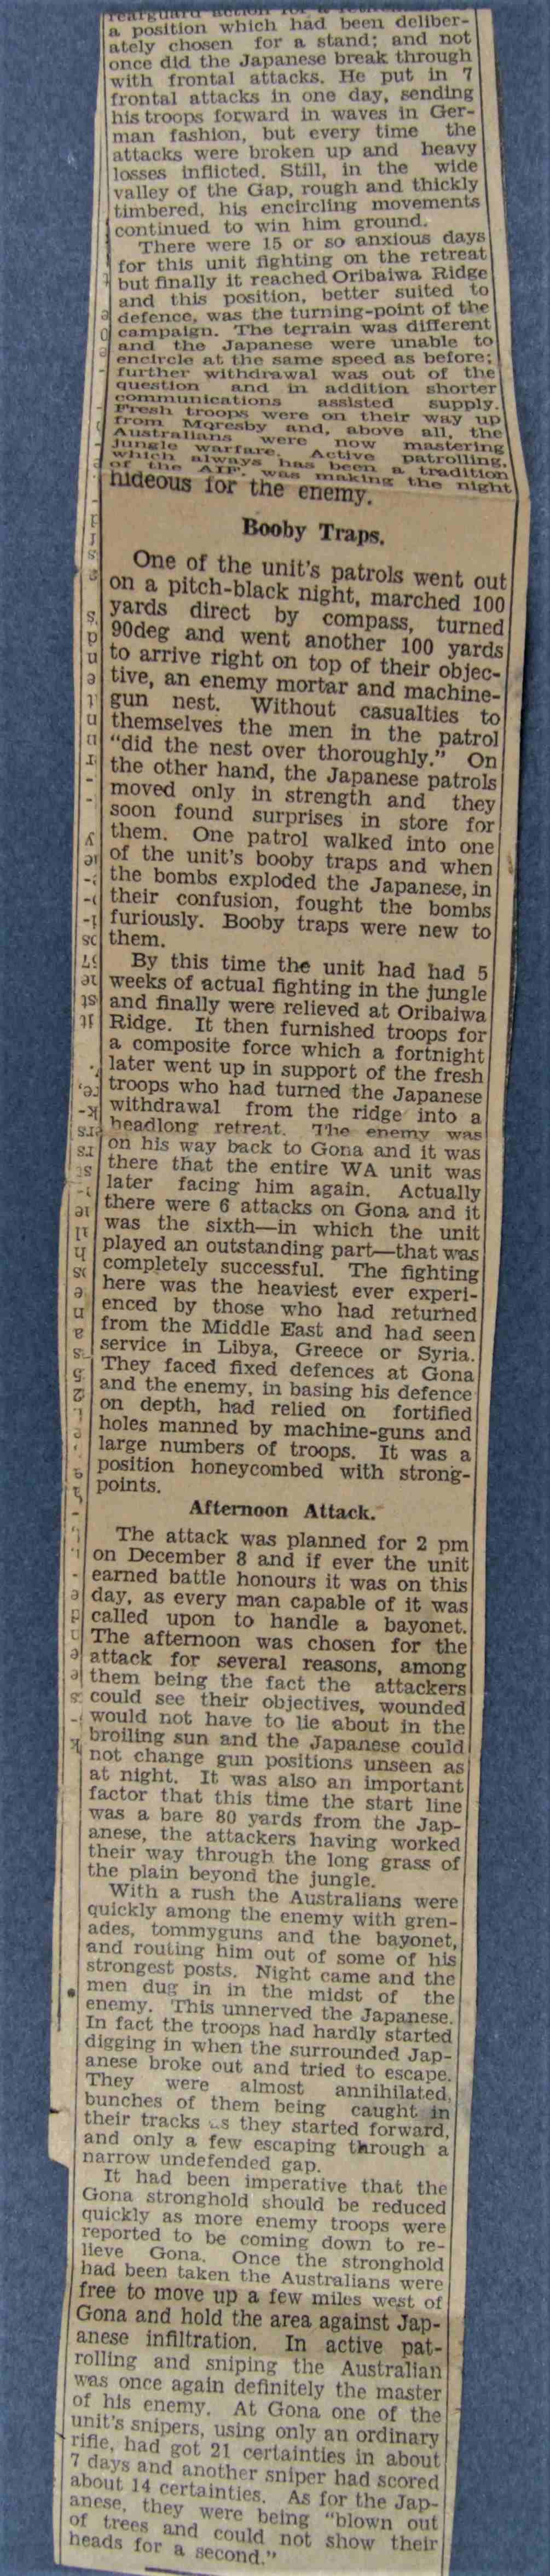 rearguard action for a
a position which had been deliber-
ately chosen for a stand; and not
once did the Japanese break through
with frontal attacks. He put in 7
frontal attacks in one day, sending
his troops forward in waves in Ger-
man fashion, but every time the
attacks were broken up and heavy
losses inflicted. Still, in the wide
valley of the Gap, rough and thickly
timbered, his encircling movements
continued to win him ground.
There were 15 or so anxious days
for this unit fighting on the retreat
but finally it reached Oribaiwa Ridge
and this position, better suited to
defence, was the turning-point of the
campaign. The terrain was different
and the Japanese were unable to
encircle at the same speed as before;
further withdrawal was out of the
question and in addition shorter
communications assisted supply.
Fresh troops were on their way up
from Moresby and, above all, the
Australians were now mastering
jungle warfare. Active patrolling,
which always has been a tradition
of the AIF, was making the night
hideous for the enemy.
Booby Traps.
One of the unit's patrols went out
on a pitch-black night, marched 100
yards direct by compass, turned
90deg and went another 100 yards
to arrive right on top of their objec-
tive, an enemy mortar and machine-
gun nest. Without casualties to
themselves the men in the patrol
"did the nest over thoroughly." On
the other hand, the Japanese patrols
moved only in strength and they
soon found surprises in store for
them. One patrol walked into one
of the unit's booby traps and when
the bombs exploded the Japanese, in
their confusion, fought the bombs
furiously. Booby traps were new to
them.
By this time the unit had had 5
weeks of actual fighting in the jungle
and finally were relieved at Oribaiwa
Ridge. It then furnished troops for
a composite force which a fortnight
later went up in support of the fresh
troops who had turned the Japanese
withdrawal from the ridge into a
headlong retreat. The enemy was
on his way back to Gona and it was
there that the entire WA unit was
later facing him again. Actually
there were 6 attacks on Gona and it
was the sixth—in which the unit
played an outstanding part—that was
completely successful. The fighting
here was the heaviest ever experi-
enced by those who had returned
from the Middle East and had seen
service in Libya, Greece or Syria.
They faced fixed defences at Gona
and the enemy, in basing his defence
on depth, had relied on fortified
holes manned by machine-guns and
large numbers of troops. It was a
position honeycombed with strong-
points.
Afternoon Attack.
The attack was planned for 2 pm
on December 8 and if ever the unit
earned battle honours it was on this
day, as every man capable of it was
called upon to handle a bayonet.
The afternoon was chosen for the
attack for several reasons, among
them being the fact the attackers
could see their objectives, wounded
would not have to lie about in the
broiling sun and the Japanese could
not change gun positions unseen as
at night. It was also an important
factor that this time the start line
was a bare 80 yards from the Jap-
anese, the attackers having worked
their way through the long grass of
the plain beyond the jungle.
With a rush the Australians were
quickly among the enemy with gren-
ades, tommyguns and the bayonet,
and routing him out of some of his
strongest posts. Night came and the
men dug in in the midst of the
enemy. This unnerved the Japanese.
In fact the troops had hardly started
digging in when the surrounded Jap-
anese broke out and tried to escape.
They were almost annihilated,
bunches of them being caught in
their tracks as they started forward,
and only a few escaping through a
narrow undefended gap.
It had been imperative that the
Gona stronghold should be reduced
quickly as more enemy troops were
reported to be coming down to re-
lieve Gona. Once the stronghold
had been taken the Australians were
free to move up a few miles west of
Gona and hold the area against Jap-
anese infiltration. In active pat-
rolling and sniping the Australian
was once again definitely the master
of his enemy. At Gona one of the
unit's snipers, using only an ordinary
rifle, had got 21 certainties in about
7 days and another sniper had scored
about 14 certainties. As for the Jap-
anese, they were being "blown out
of trees and could not show their
heads for a second."